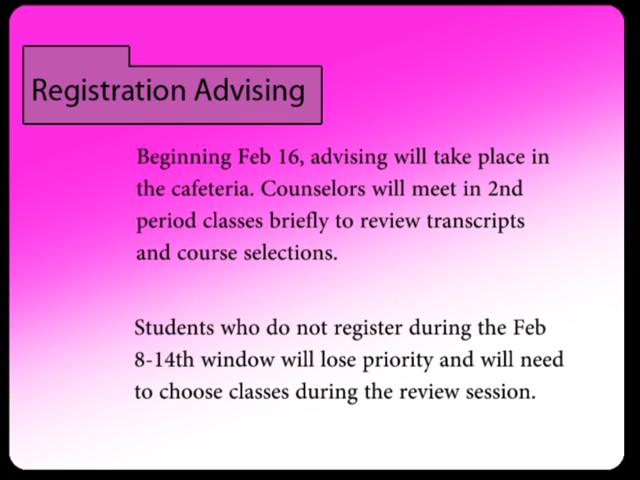 Registration Advising
Beginning Feb 16, advising will take place in
the cafeteria. Counselors will meet in 2nd
period classes briefly to review transcripts
and course selections.
Students who do not register during the Feb
8-14th window will lose priority and will need
to choose classes during the review session.